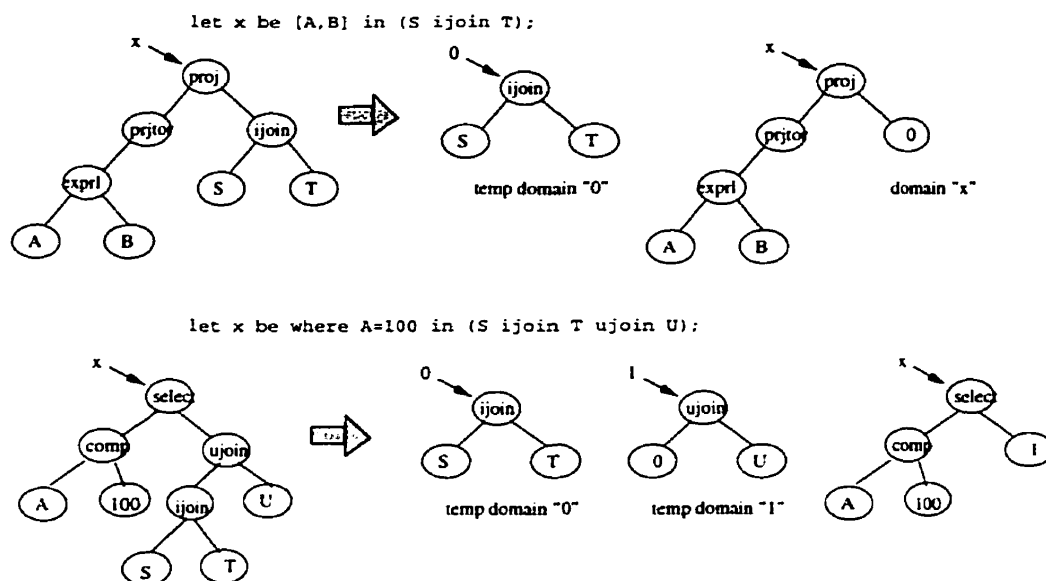 let x be [A,B] in (S ijoin T);
x
proj
prjtor
ijoin
exprl
S
T
A
B
0
ijoin
S
T
temp domain "0"
x
proj
prjtor
0
exprl
domain "x"
A
B
let x be where A=100 in (S ijoin T ujoin U);
x
select
comp
ujoin
A
100
ijoin
U
S
T
0
ijoin
S
T
temp domain "0"
1
ujoin
0
U
temp domain "1"
x
select
comp
1
A
100